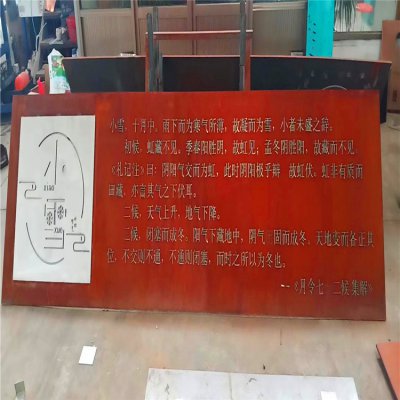 小雪
XIAO
XUE
小雪，十月中，雨下而为寒气所薄，故凝而为雪，小者未盛之辞。
初候，虹藏不见。季春阳胜阴，故虹见，孟冬阴胜阳，故藏而不见。
《礼记注》曰：阴阳气交而为虹，此时阴阳极乎辩，故虹伏。虹非有质而
曰藏，亦言其气之下伏耳。
二候，天气上升，地气下降。
三候，闭塞而成冬。阳气下藏地中，阴气上固而成冬。天地变而各正其
位，不交则不通，不通则闭塞，而时之所以为冬也。
--《月令七十二候集解》